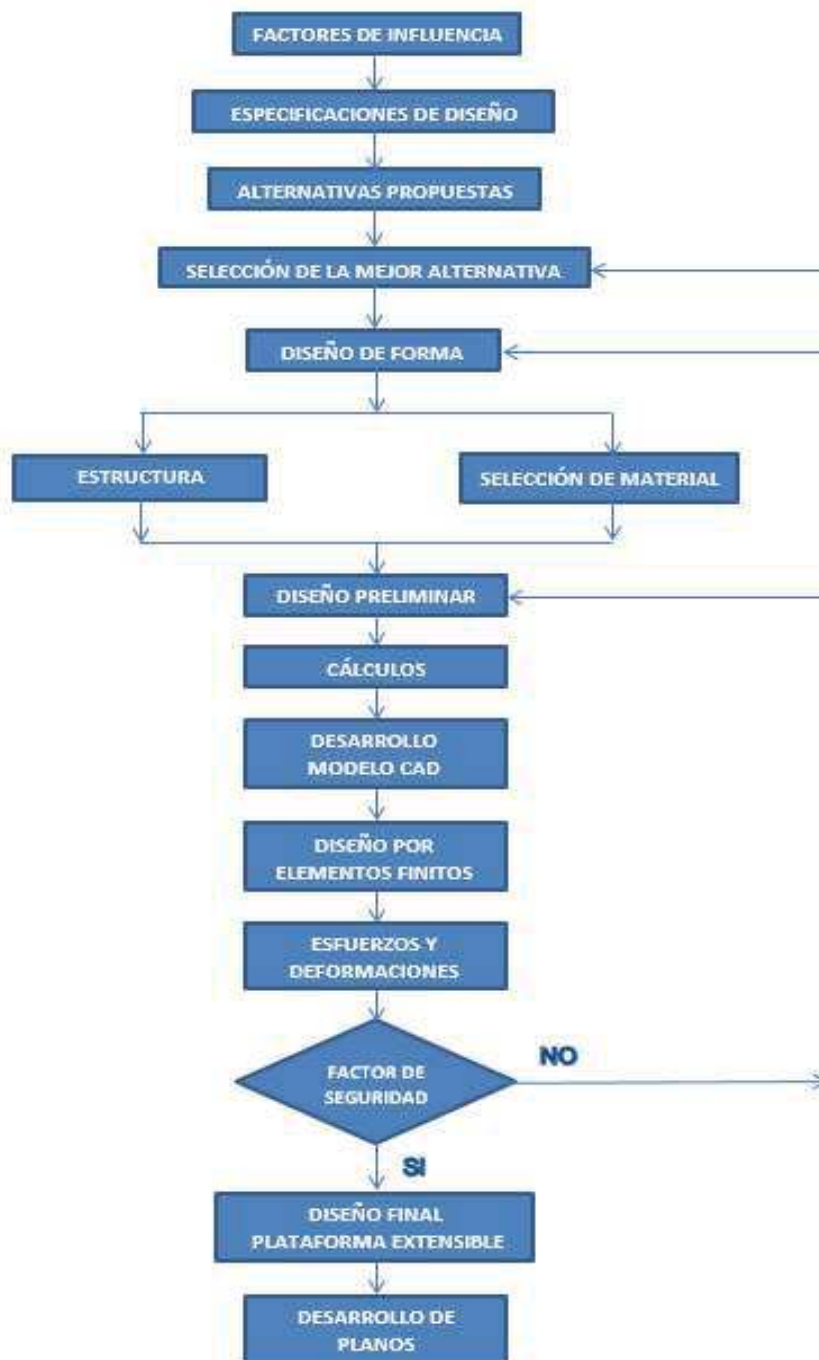 FACTORES DE INFLUENCIA
ESPECIFICACIONES DE DISEÑO
ALTERNATIVAS PROPUESTAS
SELECCIÓN DE LA MEJOR ALTERNATIVA
DISEÑO DE FORMA
ESTRUCTURA
SELECCIÓN DE MATERIAL
DISEÑO PRELIMINAR
CÁLCULOS
DESARROLLO
MODELO CAD
DISEÑO POR
ELEMENTOS FINITOS
ESFUERZOS Y
DEFORMACIONES
FACTOR DE
SEGURIDAD
NO
SI
DISEÑO FINAL
PLATAFORMA EXTENSIBLE
DESARROLLO DE
PLANOS